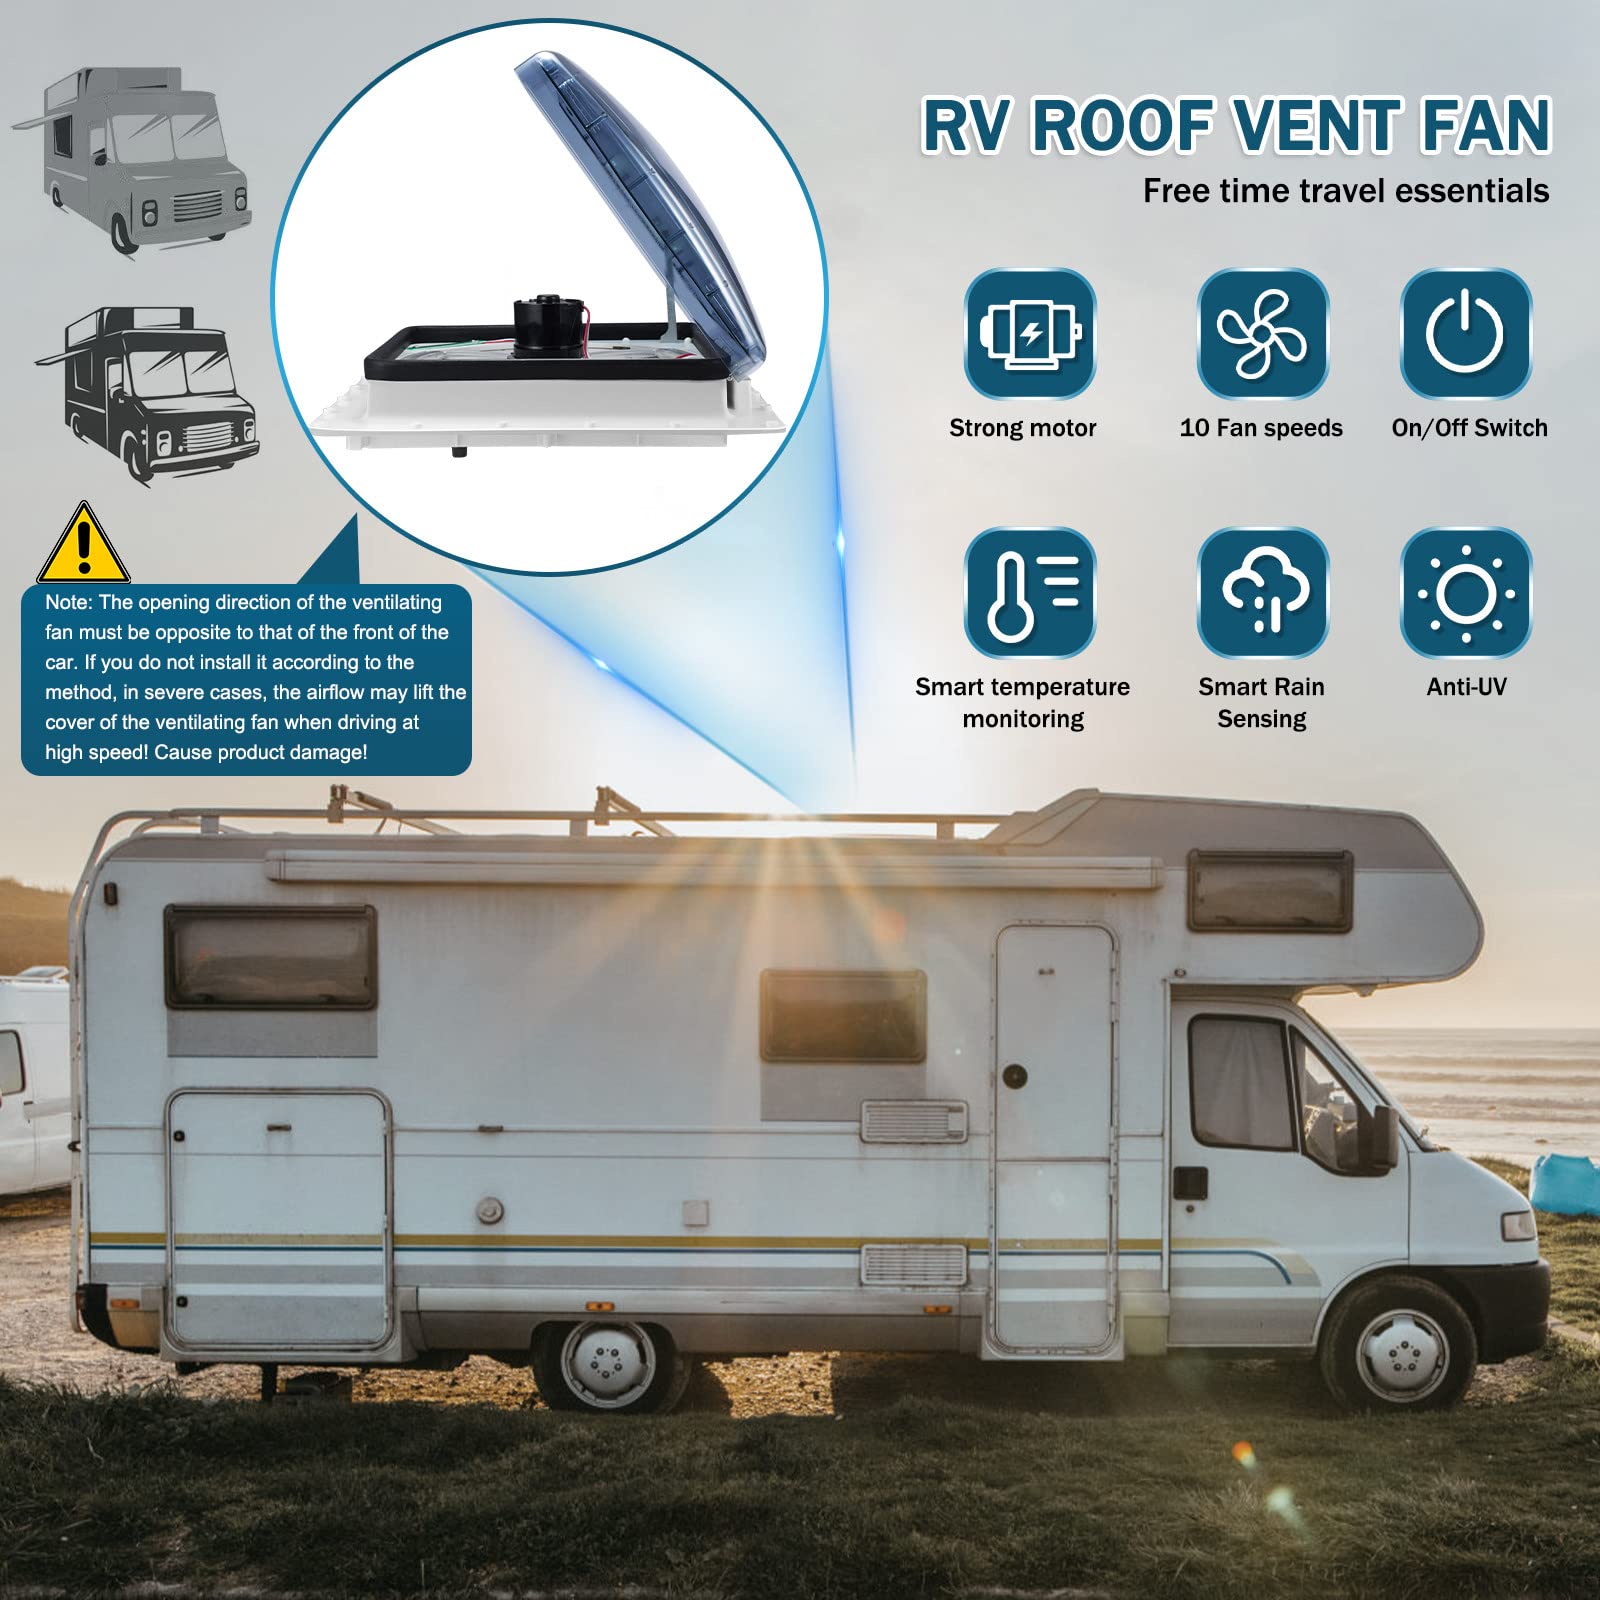 RV ROOF VENT FAN
Free time travel essentials
Strong motor
10 Fan speeds
On/Off Switch
Smart temperature
monitoring
Smart Rain
Sensing
Anti-UV
Note: The opening direction of the ventilating
fan must be opposite to that of the front of the
car. If you do not install it according to the
method, in severe cases, the airflow may lift the
cover of the ventilating fan when driving at
high speed! Cause product damage!